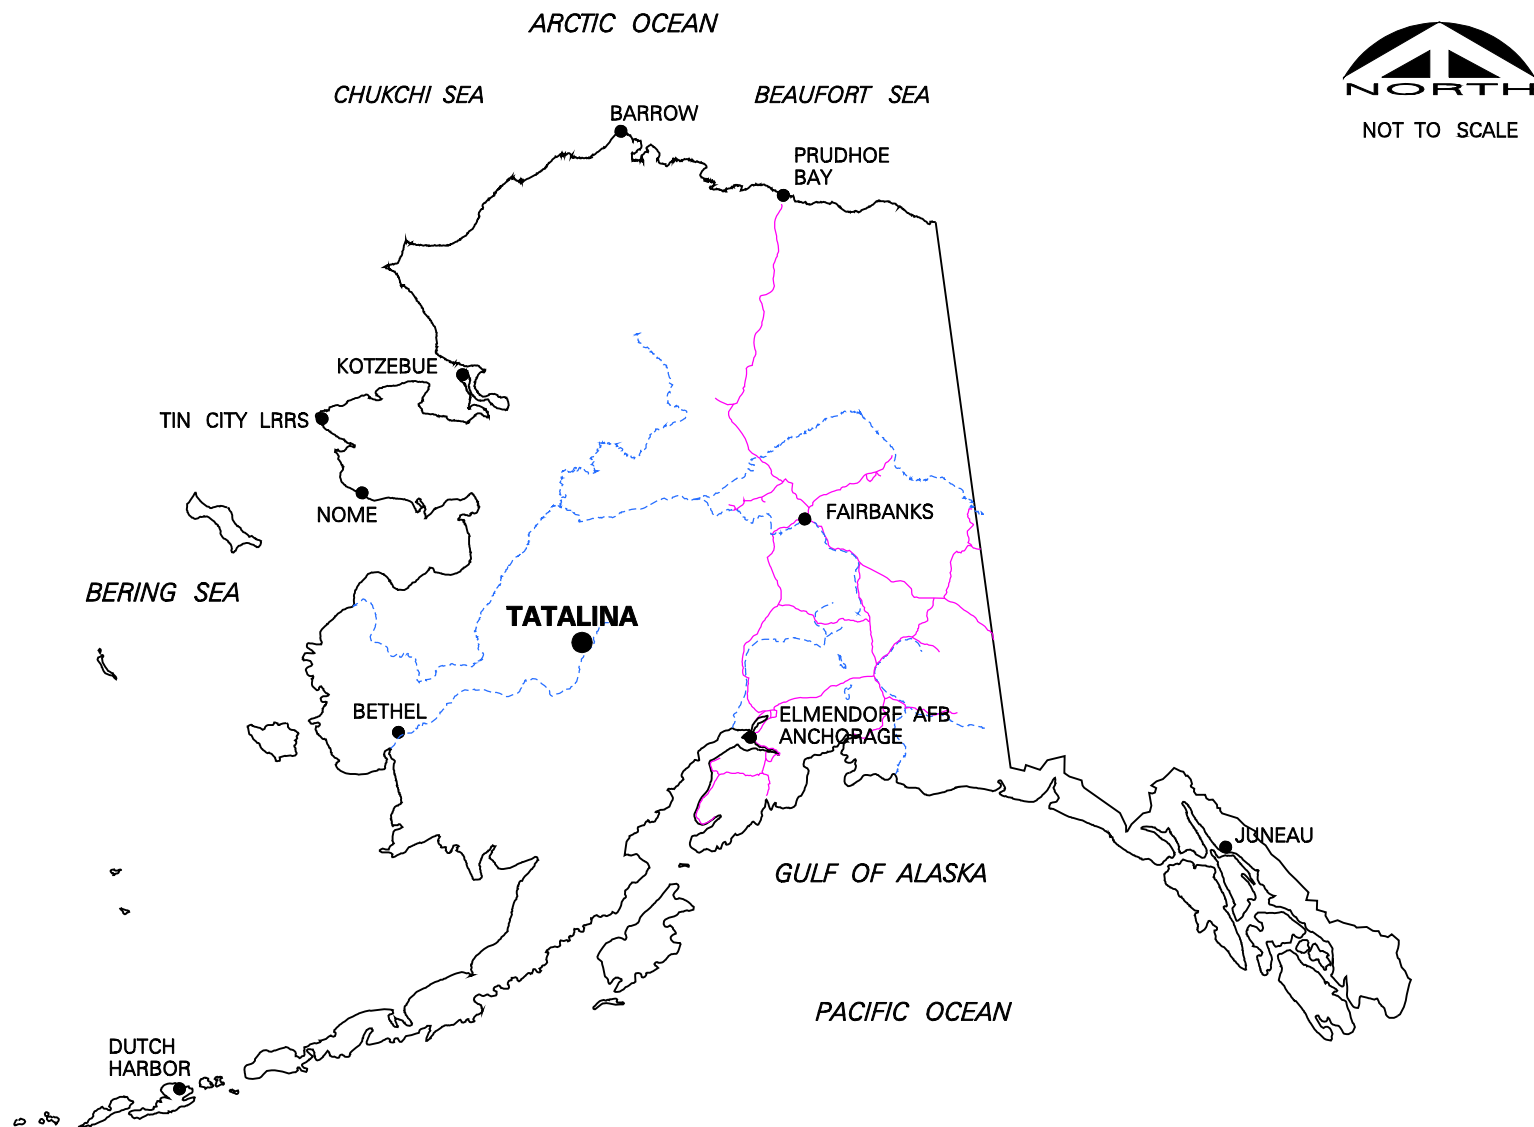 ARCTIC OCEAN
CHUKCHI SEA
BEAUFORT SEA
NORTH
NOT TO SCALE
BARROW
PRUDHOE
BAY
KOTZEBUE
TIN CITY LRRS
NOME
FAIRBANKS
BERING SEA
TATALINA
BETHEL
ELMENDORF AFB
ANCHORAGE
JUNEAU
GULF OF ALASKA
PACIFIC OCEAN
DUTCH
HARBOR